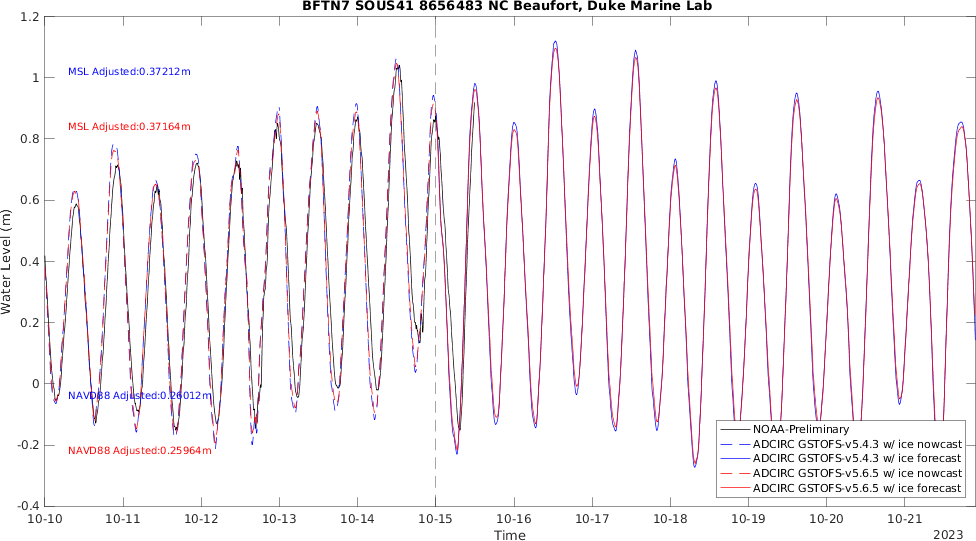 BFTN7 SOUS41 8656483 NC Beaufort, Duke Marine Lab
1.2
1
0.8
0.6
0.4
0.2
0
-0.2
-0.4
Water Level (m)
MSL Adjusted:0.37212m
MSL Adjusted:0.37164m
NAVD88 Adjusted:0.26012m
NAVD88 Adjusted:0.25964m
NOAA-Preliminary
ADCIRC GSTOFS-v5.4.3 w/ ice nowcast
ADCIRC GSTOFS-v5.4.3 w/ ice forecast
ADCIRC GSTOFS-v5.6.5 w/ ice nowcast
ADCIRC GSTOFS-v5.6.5 w/ ice forecast
10-10 10-11 10-12 10-13 10-14 10-15 10-16 10-17 10-18 10-19 10-20 10-21
Time
2023